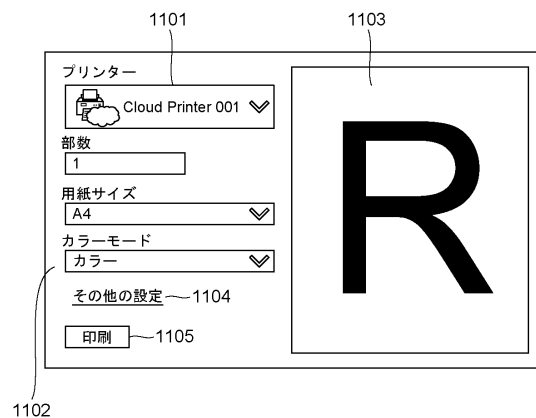 1101
1103
プリンター
Cloud Printer 001
部数
1
用紙サイズ
A4
カラーモード
カラー
その他の設定
1104
印刷
1105
R
1102